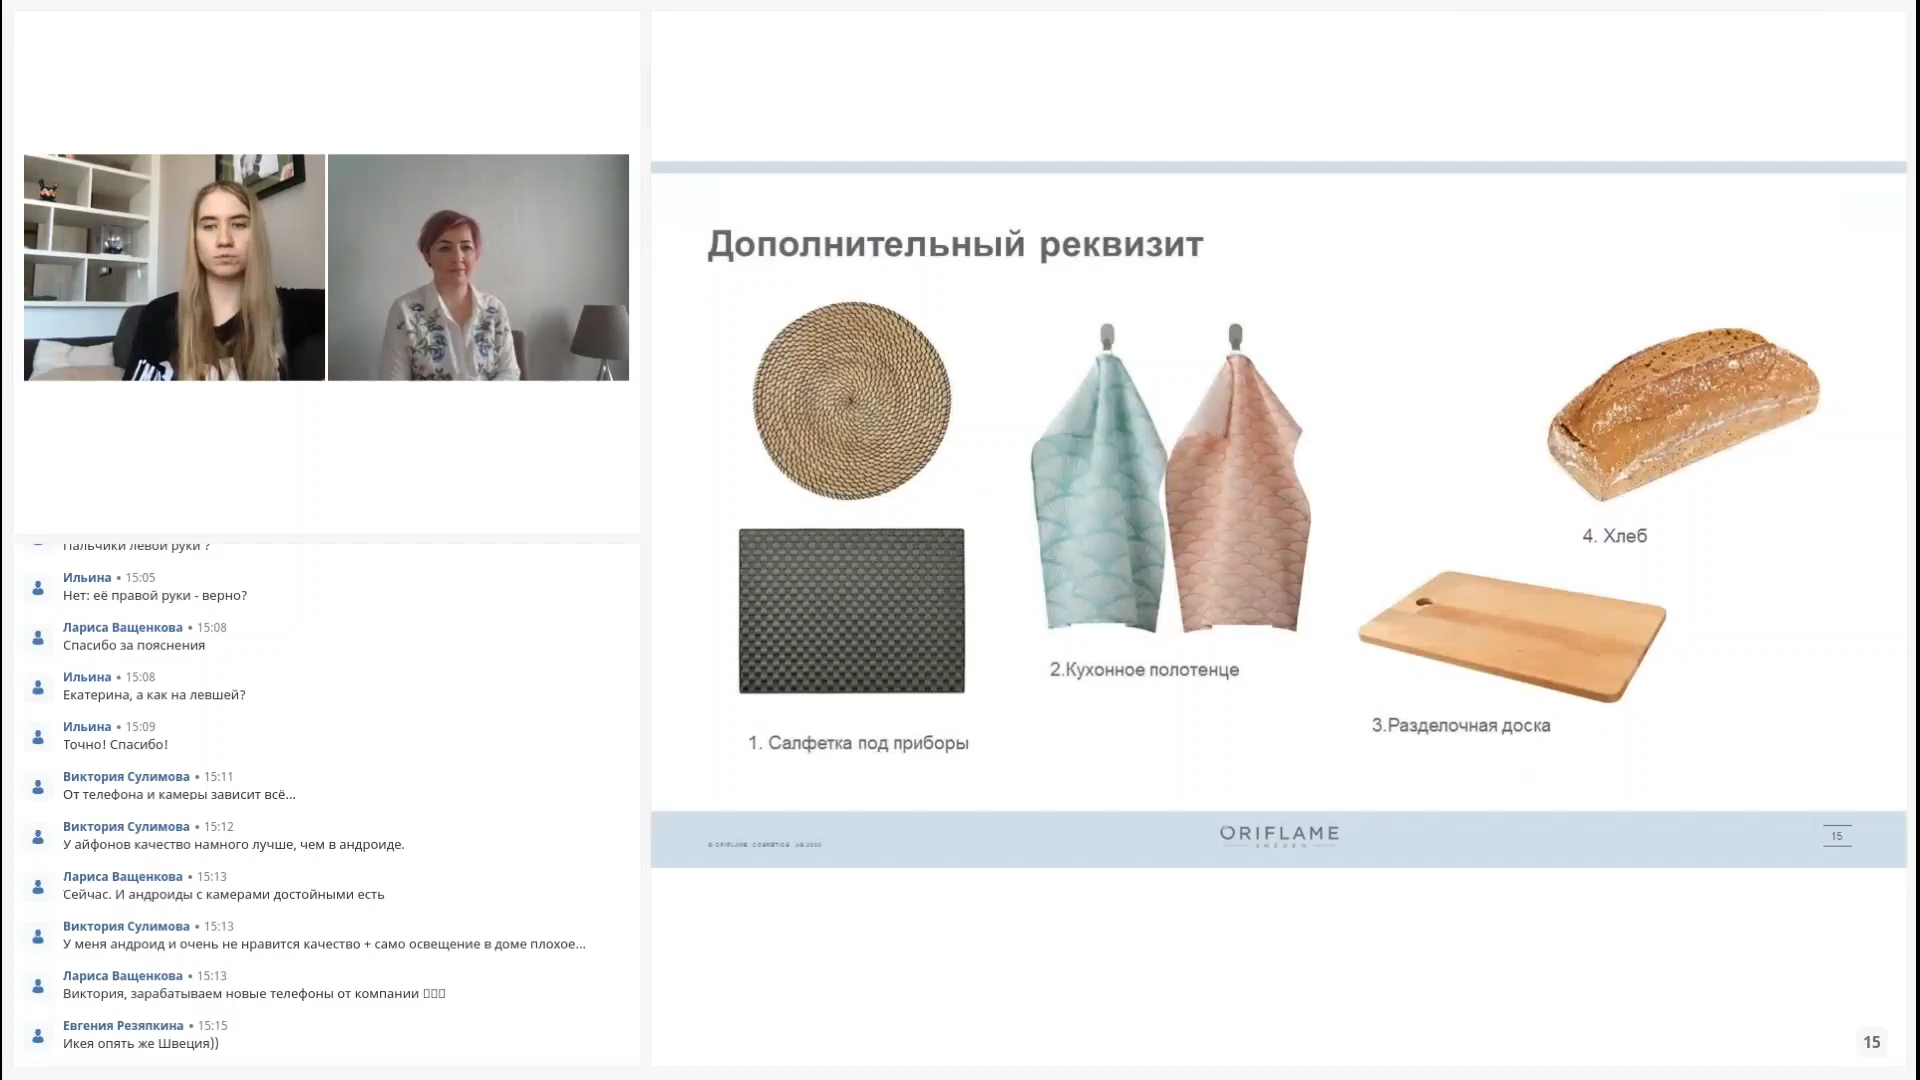 Пальчики левой руки ?
Ильина • 15:05
Нет: её правой руки - верно?
Лариса Ващенкова • 15:08
Спасибо за пояснения
Ильина • 15:08
Екатерина, а как на левшей?
Ильина • 15:09
Точно! Спасибо!
Виктория Сулимова • 15:11
От телефона и камеры зависит всё...
Виктория Сулимова • 15:12
У айфонов качество намного лучше, чем в андроиде.
Лариса Ващенкова • 15:13
Сейчас. И андроиды с камерами достойными есть
Виктория Сулимова • 15:13
У меня андроид и очень не нравится качество + само освещение в доме плохое...
Лариса Ващенкова • 15:13
Виктория, зарабатываем новые телефоны от компании
Евгения Резяпкина • 15:15
Икея опять же Швеция))
Дополнительный реквизит
1. Салфетка под приборы
2.Кухонное полотенце
3.Разделочная доска
4. Хлеб
© ORIFLAME COSMETICS AG 2020
ORIFLAME
SWEDEN
15
15